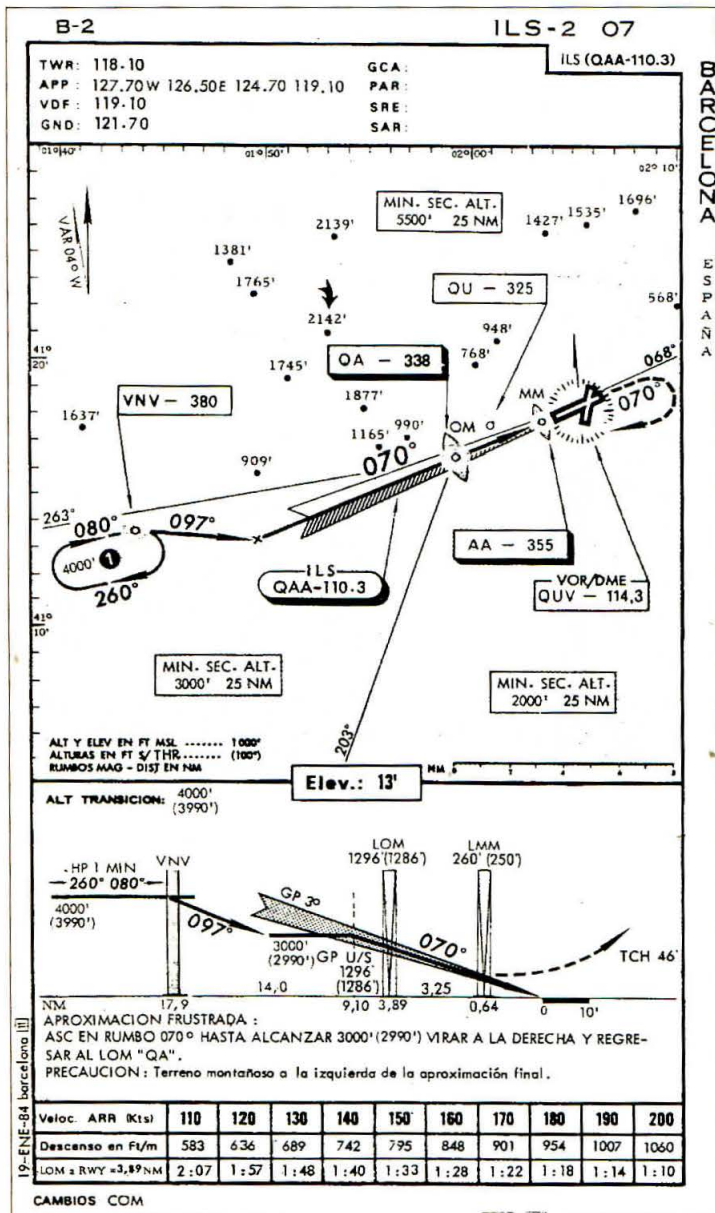 B-2
ILS-2 07
ILS (QAA-110.3)
TWR: 118.10
APP : 127.70W 126.50E 124.70 119.10
VDF : 119.10
GND: 121.70
GCA:
PAR:
SRE:
SAR:
BARCELONA
ESPAÑA
01°40'
01°50'
02°00'
02° 10'
VAR 04° W
MIN. SEC. ALT.
5500' 25 NM
2139'
1427'
1535'
1696'
1381'
1765'
2142'
QU - 325
568'
948'
768'
41°
20'
1745'
QA - 338
068°
VNV - 380
1877'
MM
070°
1637'
1165'
990'
OM
909'
070°
263°
080°
097°
4000'
1
260°
ILS
QAA-110.3
AA - 355
VOR/DME
QUV - 114,3
41°
10'
MIN. SEC. ALT.
3000' 25 NM
MIN. SEC. ALT.
2000' 25 NM
203°
ALT Y ELEV EN FT MSL ....... 1000'
ALTURAS EN FT S/THR....... (100')
RUMBOS MAG - DIST EN NM
Elev.: 13'
NM 0 2 4 6 8
ALT TRANSICION: 4000'
(3990')
HP 1 MIN
260° 080°
VNV
LOM
1296'(1286')
LMM
260' (250')
4000'
(3990')
097°
GP 3°
3000'
(2990')
GP U/S
1296'
(1286')
070°
TCH 46'
14,0
3,25
NM
17,9
9,10
3,89
0,64
0
10'
APROXIMACION FRUSTRADA :
ASC EN RUMBO 070° HASTA ALCANZAR 3000'(2990') VIRAR A LA DERECHA Y REGRE-
SAR AL LOM "QA".
PRECAUCION : Terreno montañoso a la izquierda de la aproximación final.
Veloc. ARR (Kts) 110 120 130 140 150 160 170 180 190 200
Descenso en Ft/m 583 636 689 742 795 848 901 954 1007 1060
LOM a RWY =3,89 NM 2:07 1:57 1:48 1:40 1:33 1:28 1:22 1:18 1:14 1:10
CAMBIOS COM
19-ENE-84 barcelona